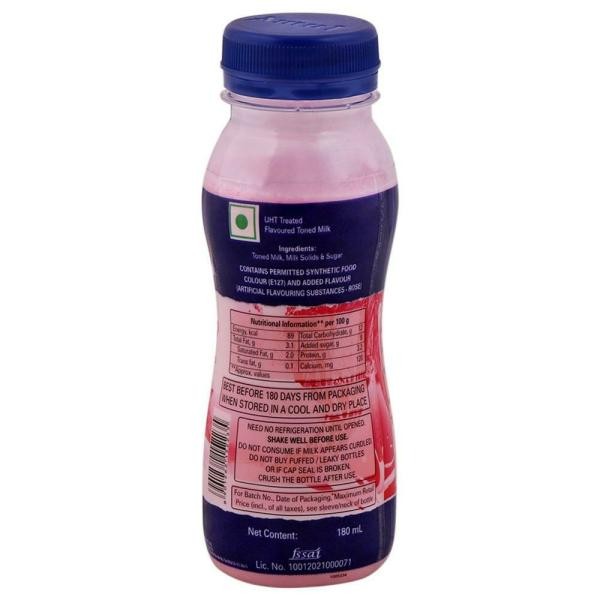 UHT Treated
Flavoured Toned Milk
Ingredients:
Toned Milk, Milk Solids & Sugar
CONTAINS PERMITTED SYNTHETIC FOOD
COLOUR (E127) AND ADDED FLAVOUR
(ARTIFICIAL FLAVOURING SUBSTANCES - ROSE)
Nutritional Information** per 100 g
Energy, kcal 89 Total Carbohydrate, g 12
Total Fat, g 3.1 Added sugar, g 8
Saturated Fat, g 2.0 Protein, g 3.2
Trans fat, g 0.1 Calcium, mg 120
**Approx. values
BEST BEFORE 180 DAYS FROM PACKAGING
WHEN STORED IN A COOL AND DRY PLACE
NEED NO REFRIGERATION UNTIL OPENED.
SHAKE WELL BEFORE USE.
DO NOT CONSUME IF MILK APPEARS CURDLED.
DO NOT BUY PUFFED / LEAKY BOTTLES
OR IF CAP SEAL IS BROKEN.
CRUSH THE BOTTLE AFTER USE.
For Batch No., Date of Packaging, Maximum Retail
Price (incl., of all taxes), see sleeve/neck of bottle
Net Content: 180 mL
fssai
Lic. No. 10012021000071